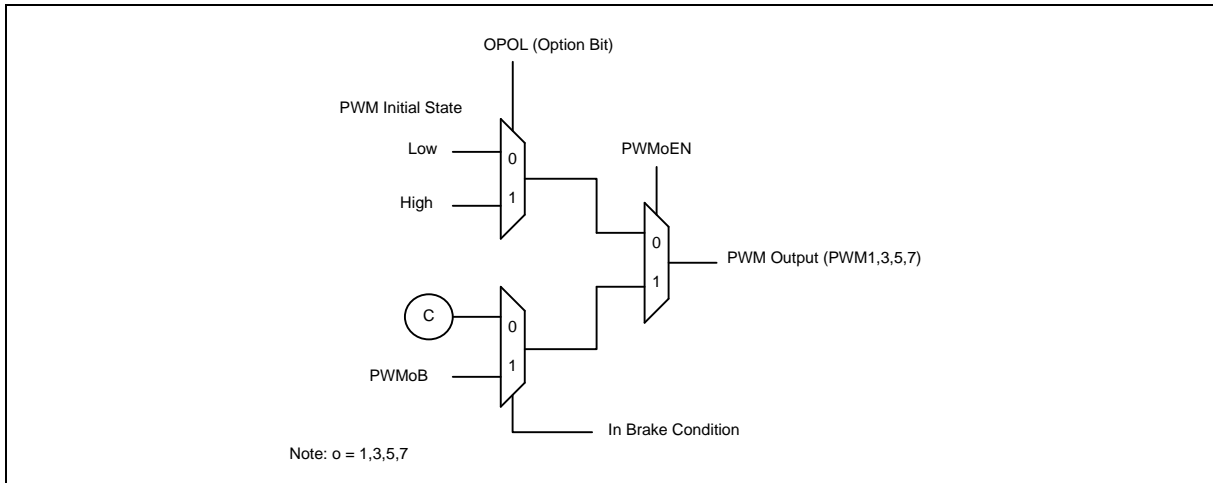 OPOL (Option Bit)
PWM Initial State
Low
0
High
1
PWMoEN
0
PWM Output (PWM1,3,5,7)
1
C
0
PWMoB
1
In Brake Condition
Note: o = 1,3,5,7